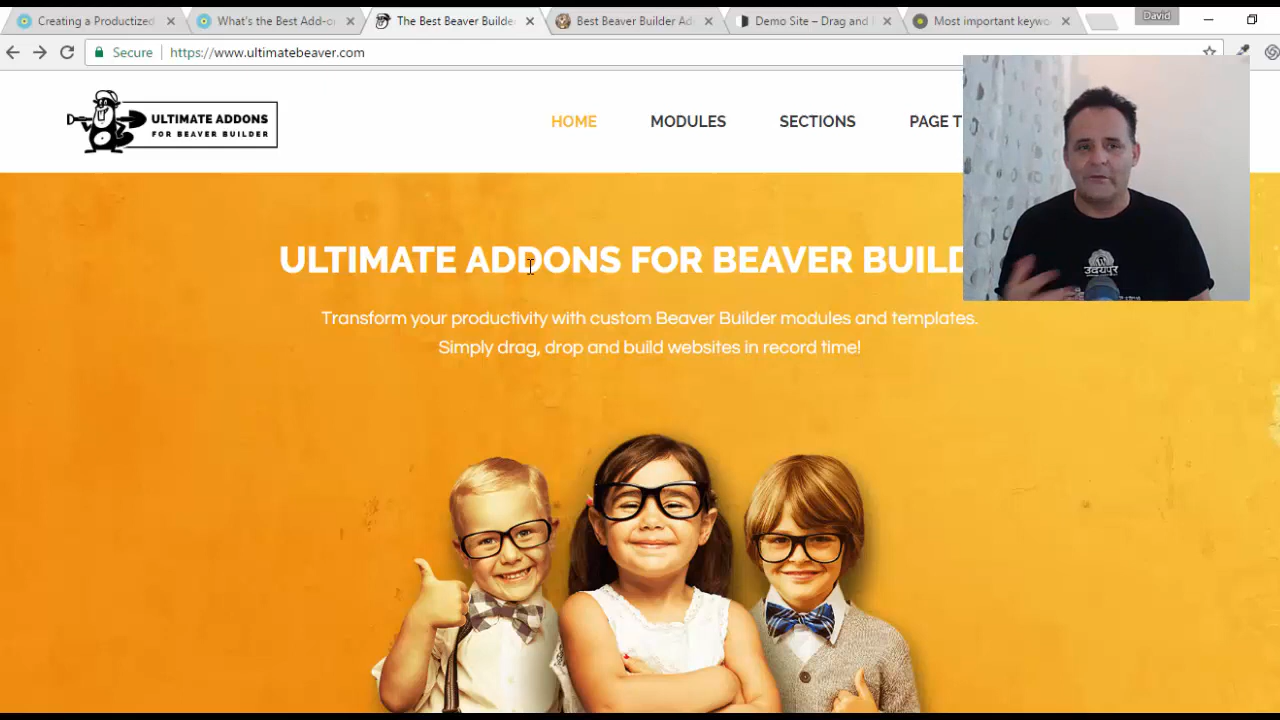 Creating a Productized
What's the Best Add-o
The Best Beaver Builder
Best Beaver Builder Ad
Demo Site – Drag and
Most important keywo
David
Secure
https://www.ultimatebeaver.com
ULTIMATE ADDONS
FOR BEAVER BUILDER
HOME
MODULES
SECTIONS
PAGE T
ULTIMATE ADDONS FOR BEAVER BUILD
Transform your productivity with custom Beaver Builder modules and templates.
Simply drag, drop and build websites in record time!
उदयपुर